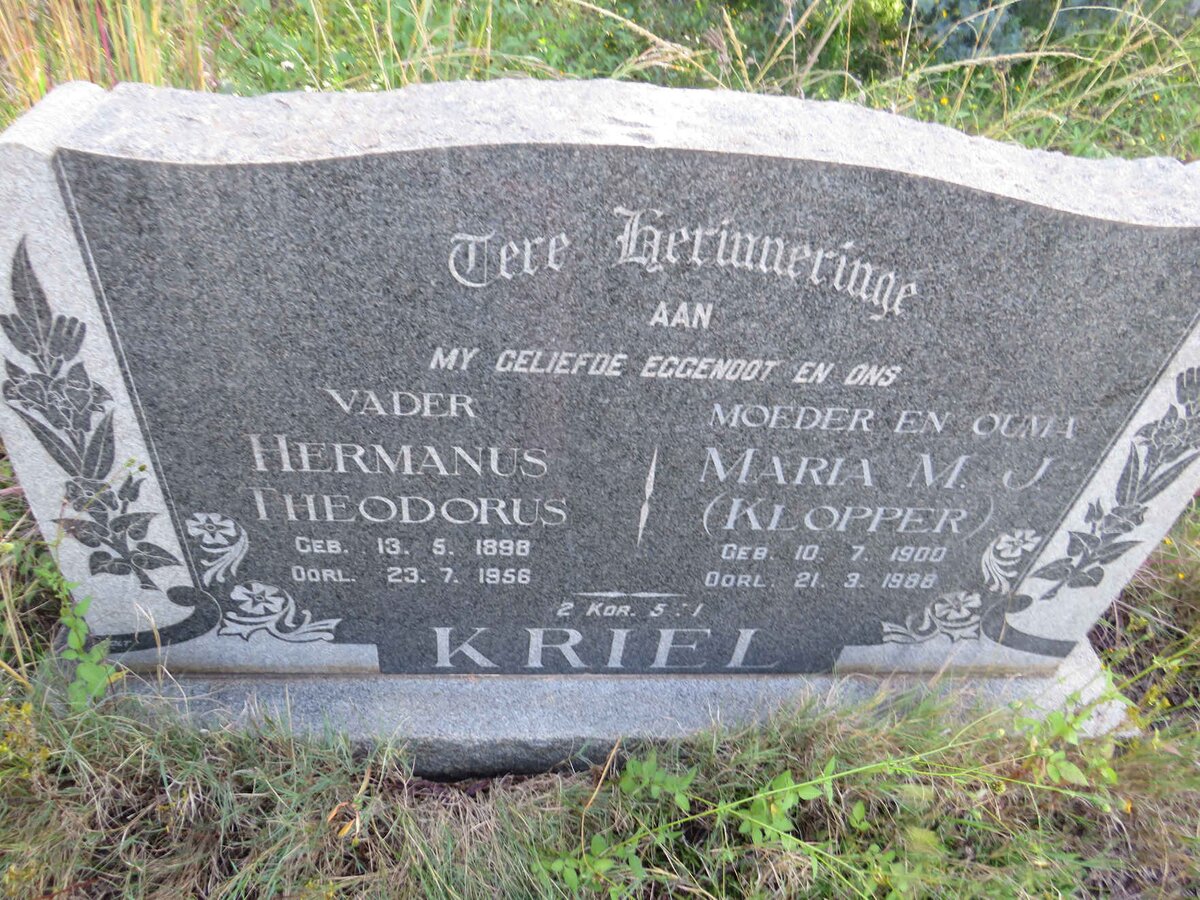 Tere Herinneringe
AAN
MY GELIEFDE EGGENOOT EN ONS
VADER
HERMANUS
THEODORUS
GEB. 13. 5. 1898
OORL. 23. 7. 1956
MOEDER EN OUMA
MARIA M. J.
(KLOPPER)
GEB. 10. 7. 1900
OORL. 21. 3. 1988
2 KOR. 5:1
KRIEL